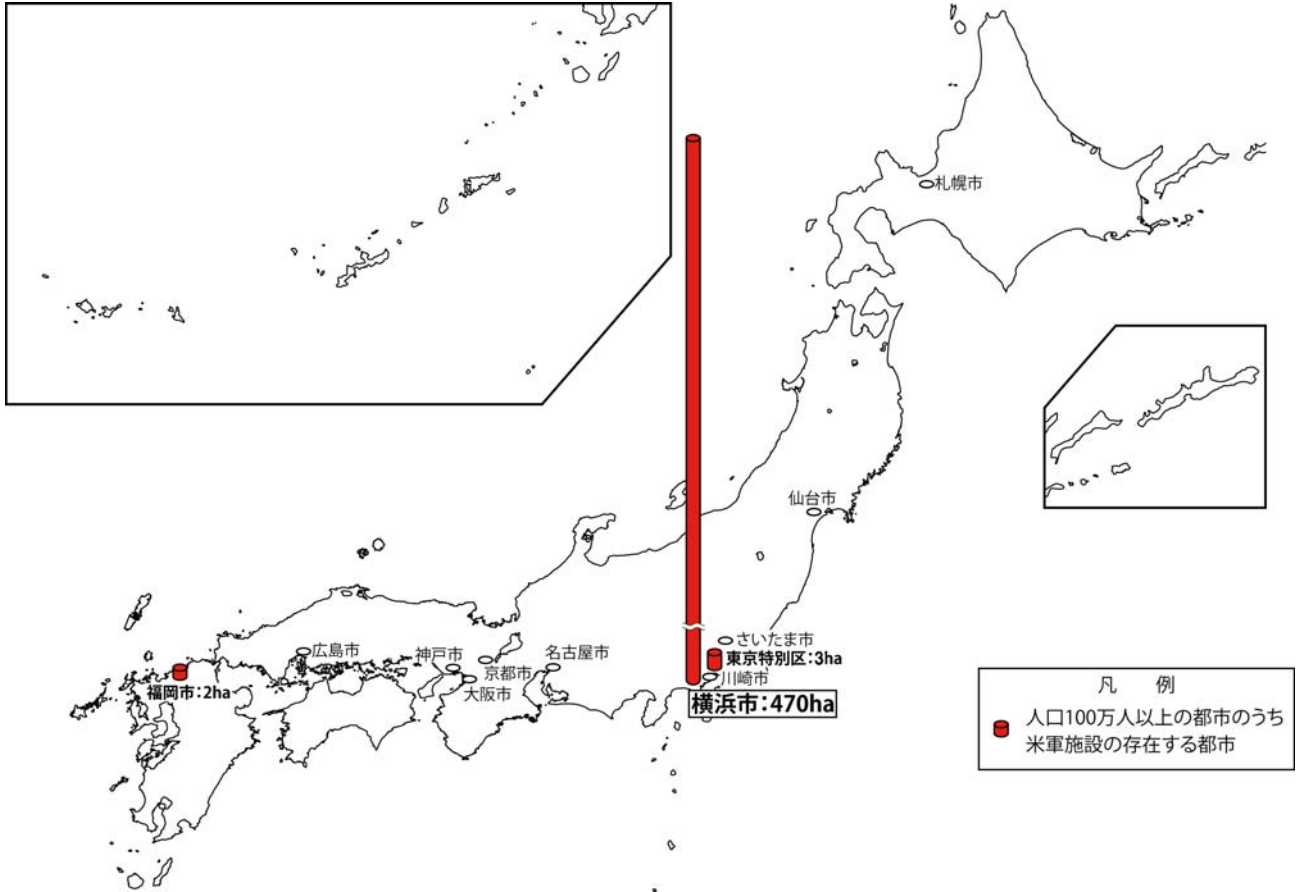 札幌市
仙台市
さいたま市
東京特別区:3ha
川崎市
横浜市:470ha
名古屋市
京都市
神戸市
大阪市
広島市
福岡市:2ha
凡 例
人口100万人以上の都市のうち
米軍施設の存在する都市